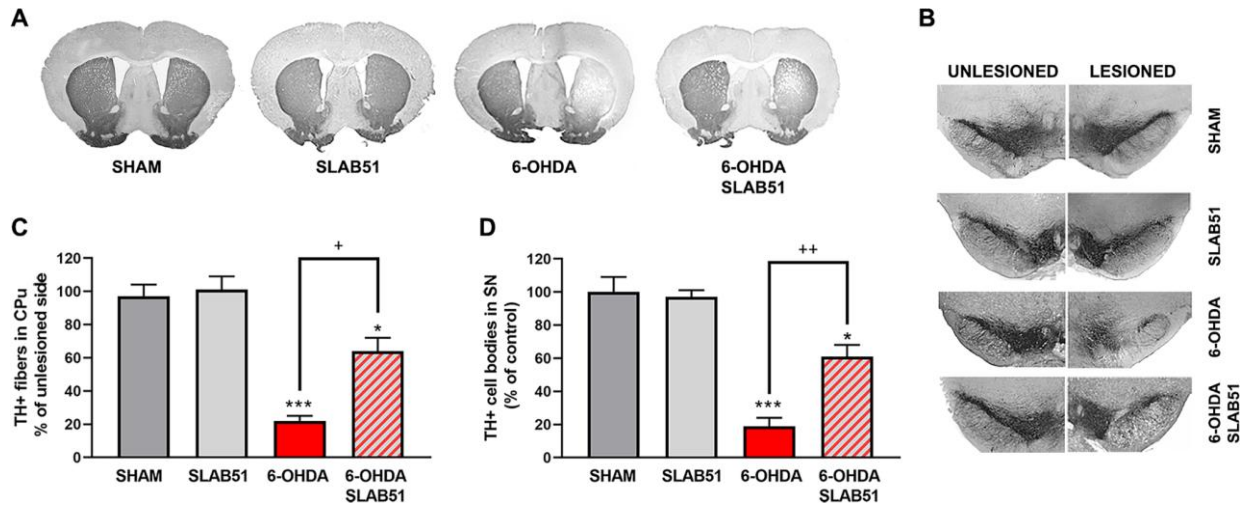 A
SHAM
SLAB51
6-OHDA
6-OHDA
SLAB51
B
UNLESIONED
LESIONED
SHAM
SLAB51
6-OHDA
6-OHDA
SLAB51
C
TH+ fibers in CPu
% of unlesioned side
120
100
80
60
40
20
0
***
*
+
SHAM
SLAB51
6-OHDA
6-OHDA
SLAB51
D
TH+ cell bodies in SN
(% of control)
120
100
80
60
40
20
0
***
*
++
SHAM
SLAB51
6-OHDA
6-OHDA
SLAB51